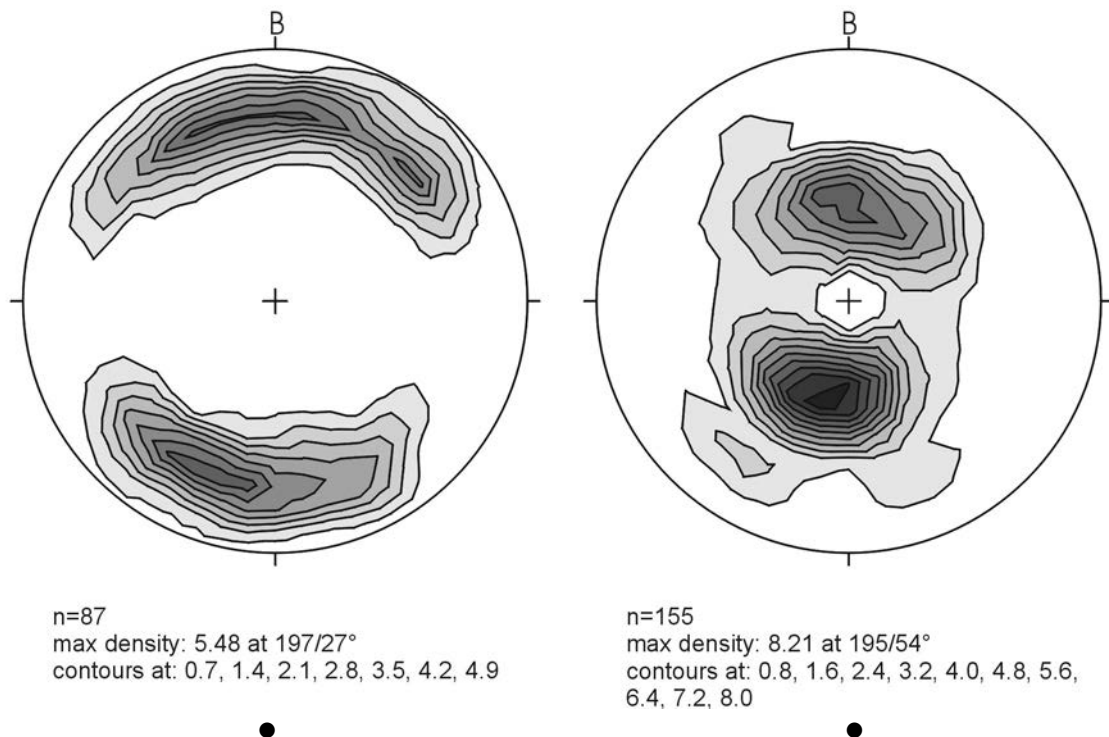 B
n=87
max density: 5.48 at 197/27°
contours at: 0.7, 1.4, 2.1, 2.8, 3.5, 4.2, 4.9
B
n=155
max density: 8.21 at 195/54°
contours at: 0.8, 1.6, 2.4, 3.2, 4.0, 4.8, 5.6,
6.4, 7.2, 8.0